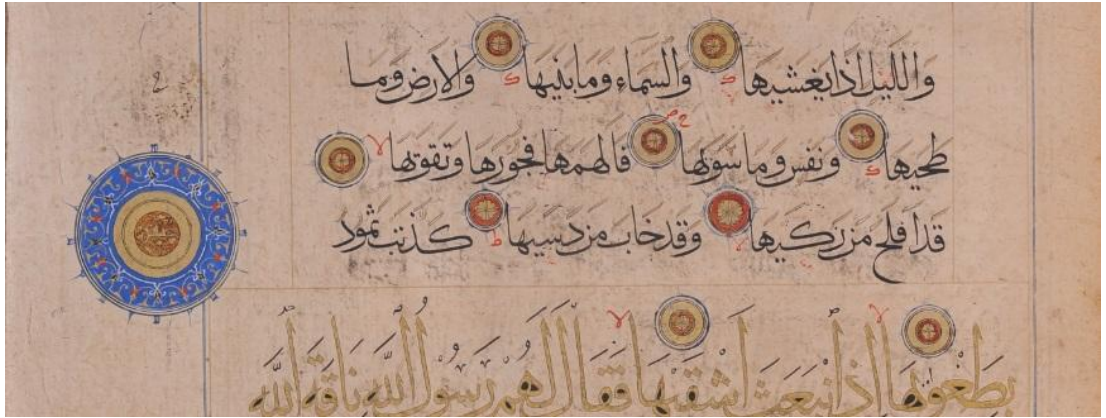 والليل اذا يغشيها والسماء وما بنيها والارض وما
طحيها ونفس وما سويها فالهمها فجورها وتقويها
قد افلح من زكيها وقد خاب من دسيها كذبت ثمود
بطغويها اذ انبعث اشقيها فقال لهم رسول الله ناقة الله